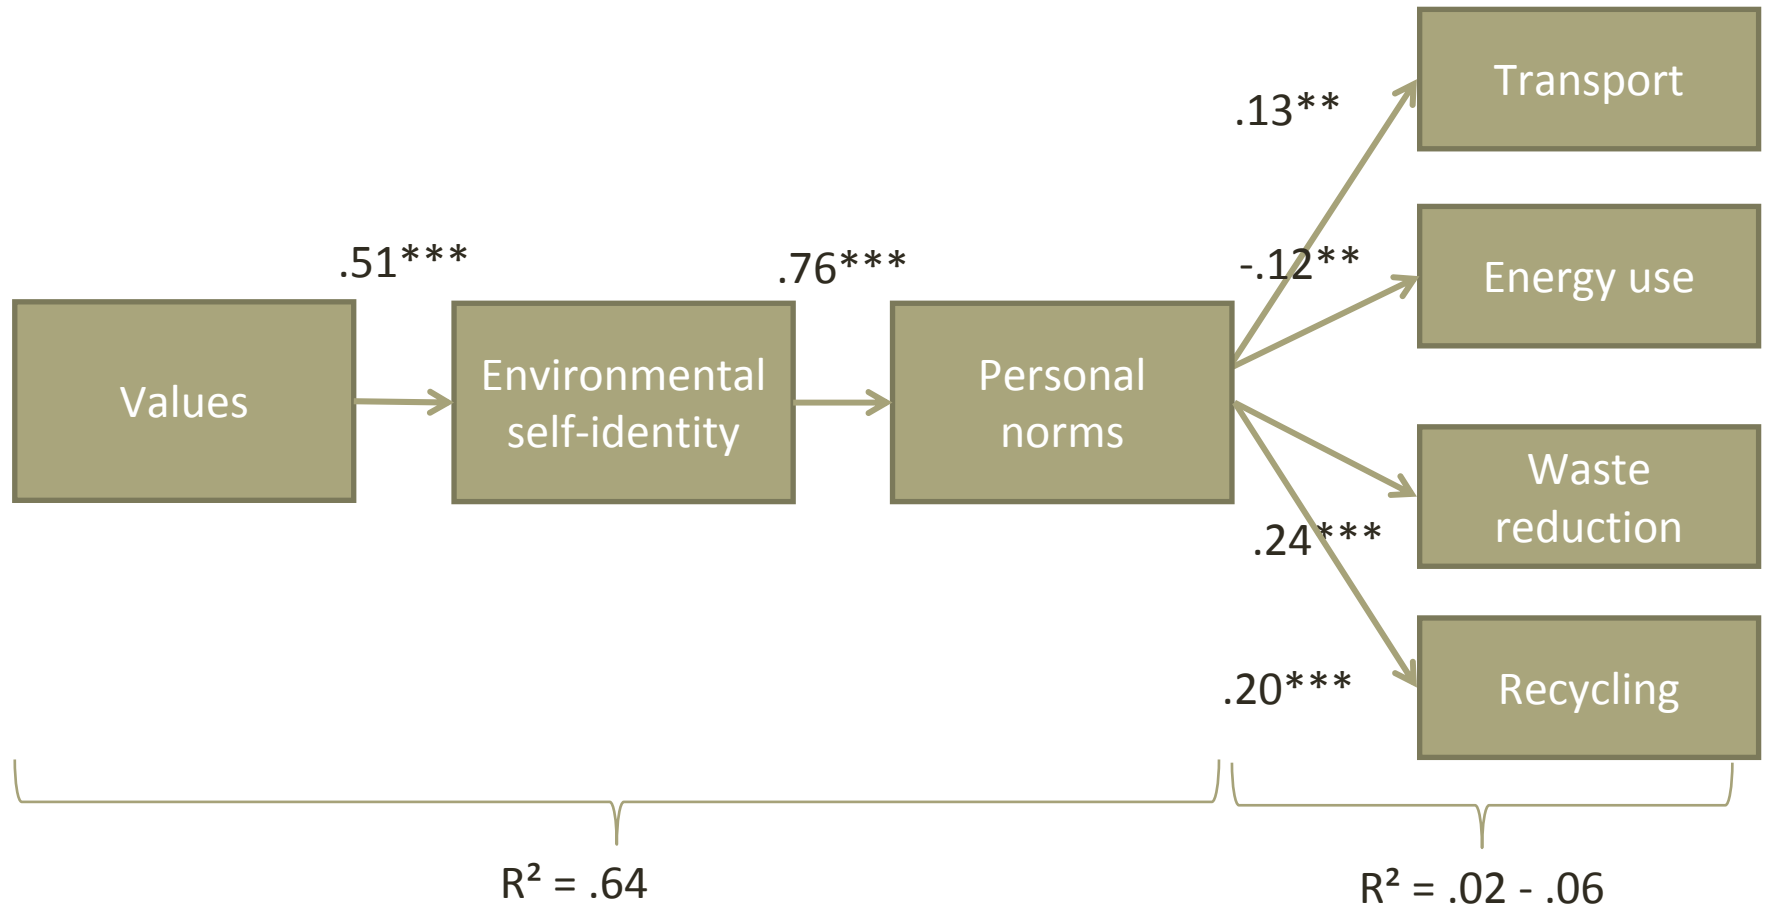 Transport
.13**
.51***
.76***
-.12**
Energy use
Values
Environmental
self-identity
Personal
norms
Waste
reduction
.24***
.20***
Recycling
R² = .64
R² = .02 - .06